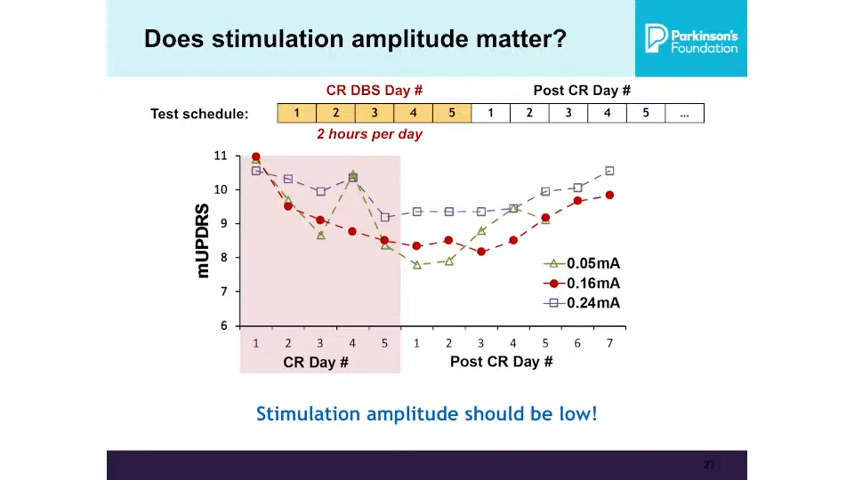 Does stimulation amplitude matter?
Parkinson's
Foundation
CR DBS Day #
Post CR Day #
Test schedule:
1 2 3 4 5 1 2 3 4 5 ...
2 hours per day
11
10
9
8
7
6
mUPDRS
0.05mA
0.16mA
0.24mA
1 2 3 4 5 1 2 3 4 5 6 7
CR Day #
Post CR Day #
Stimulation amplitude should be low!
27